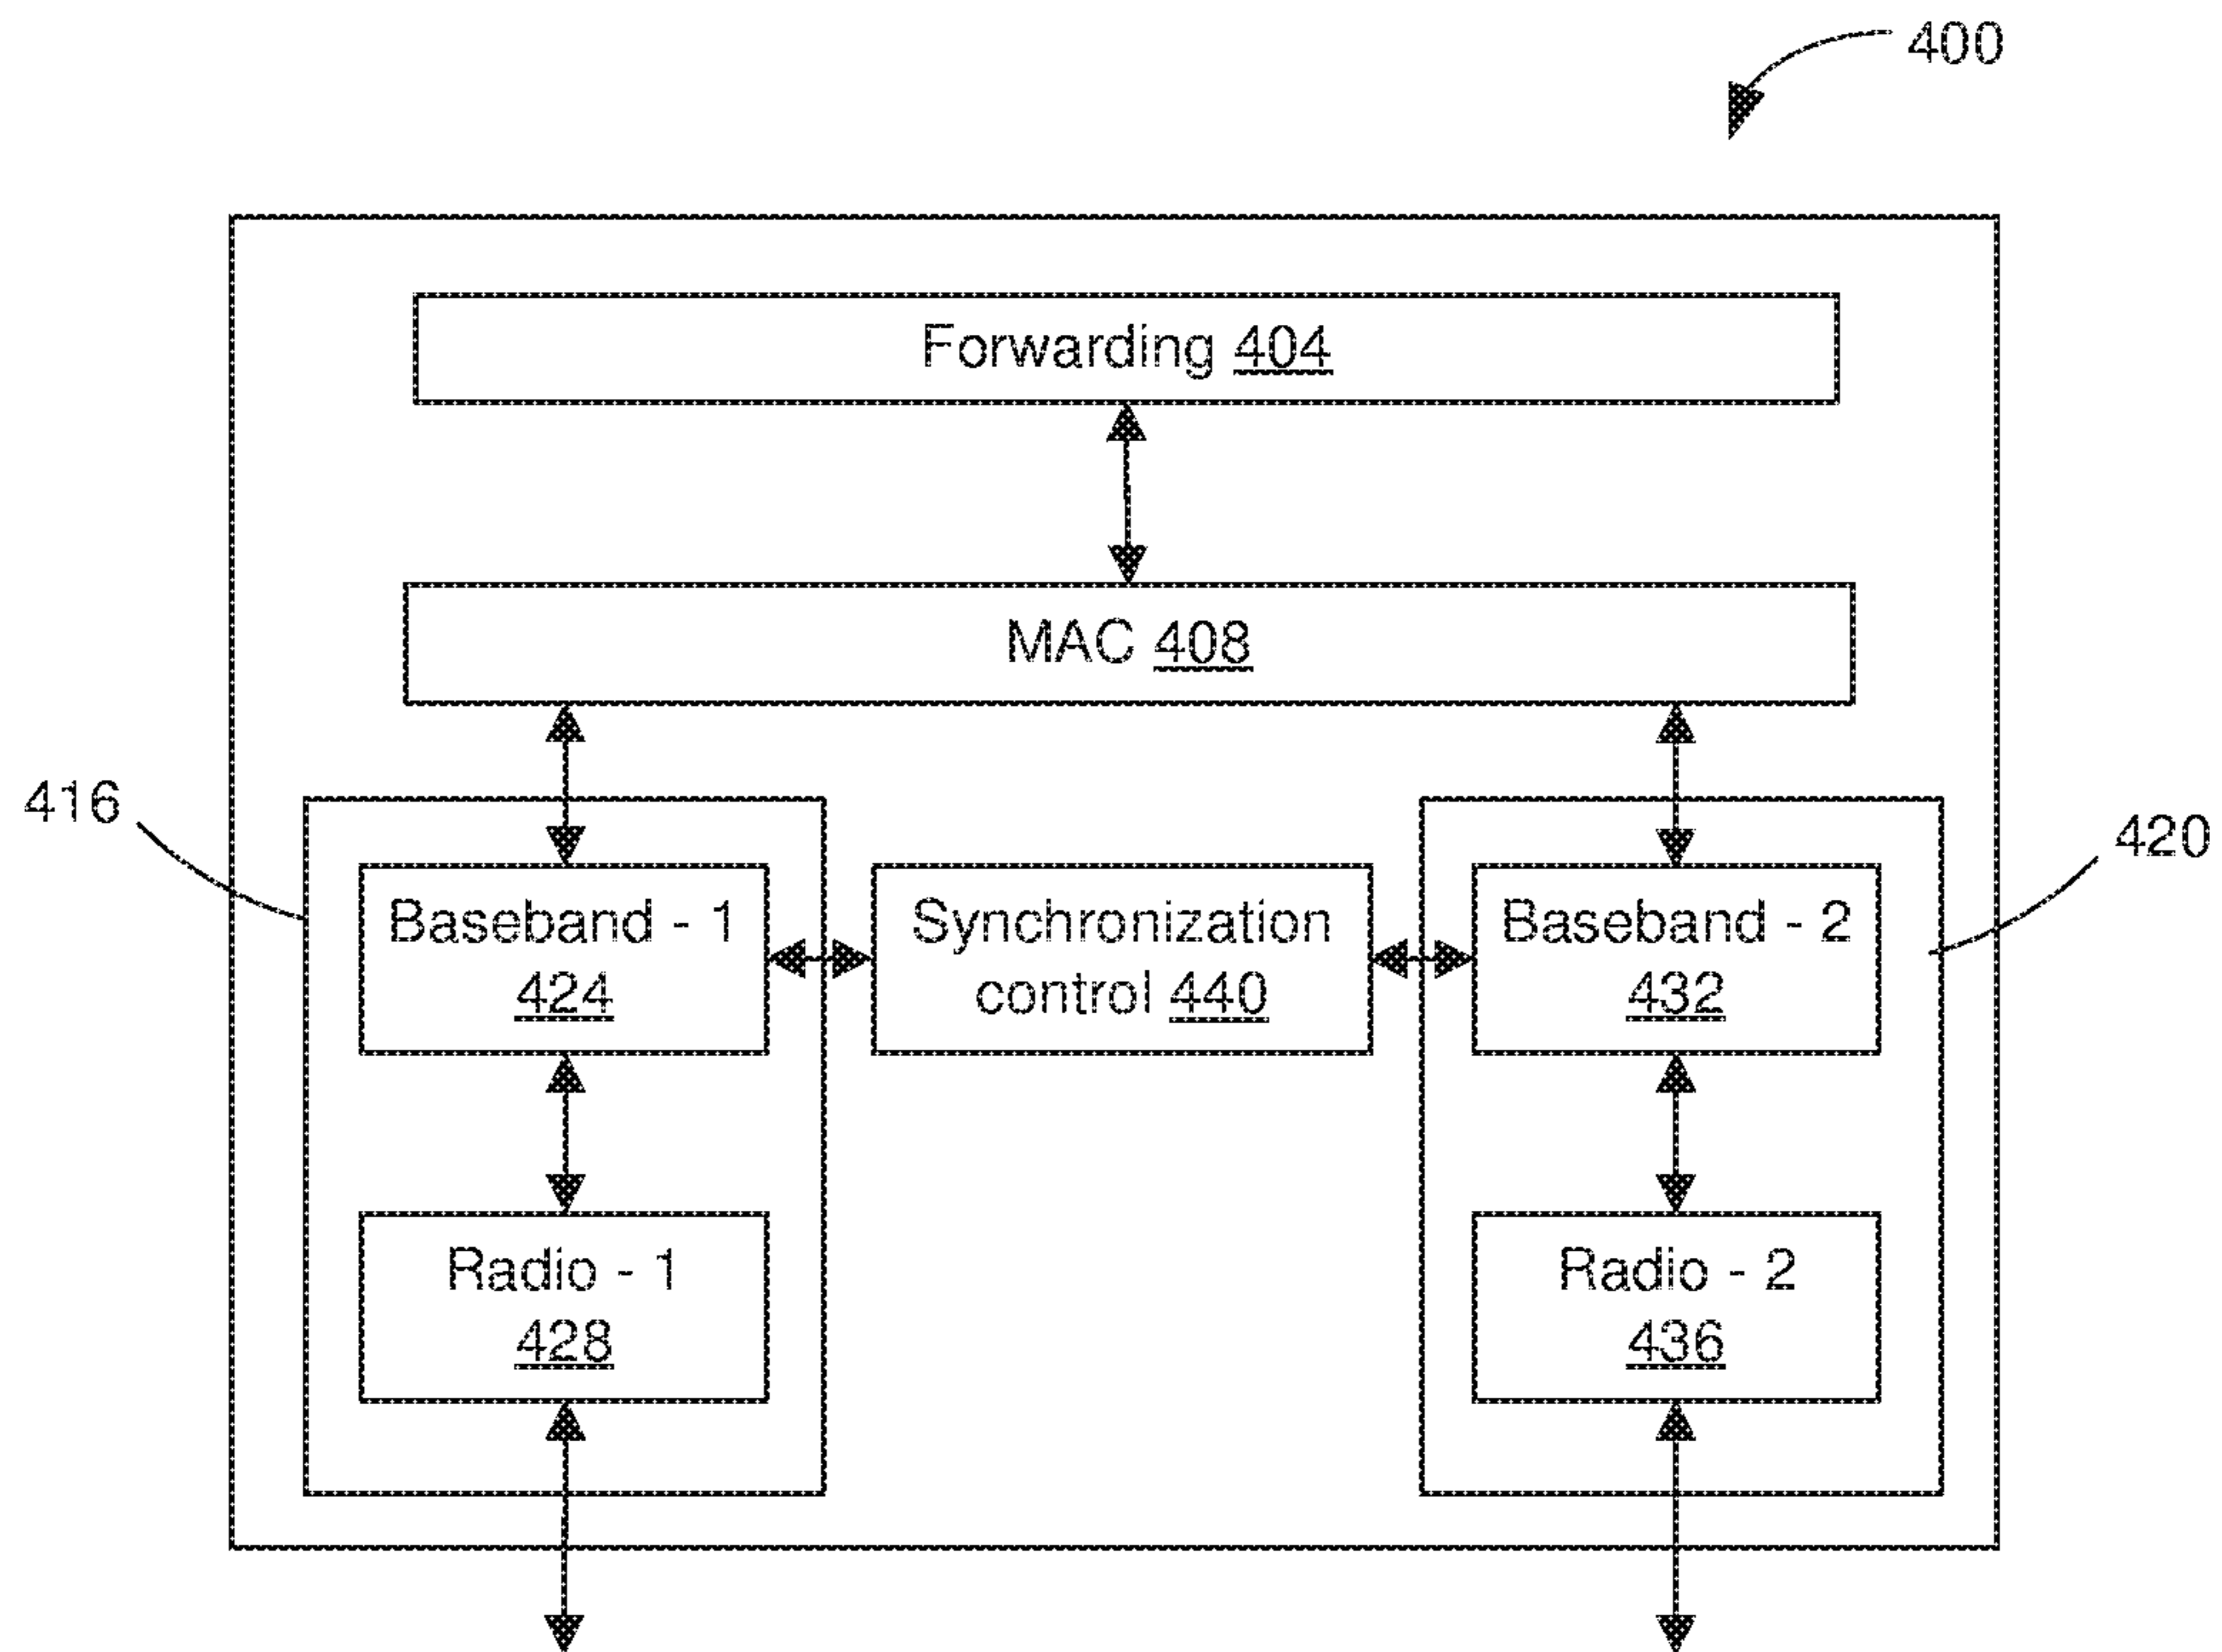 400
Forwarding 404
MAC 408
416
420
Baseband - 1
424
Synchronization
control 440
Baseband - 2
432
Radio - 1
428
Radio - 2
436